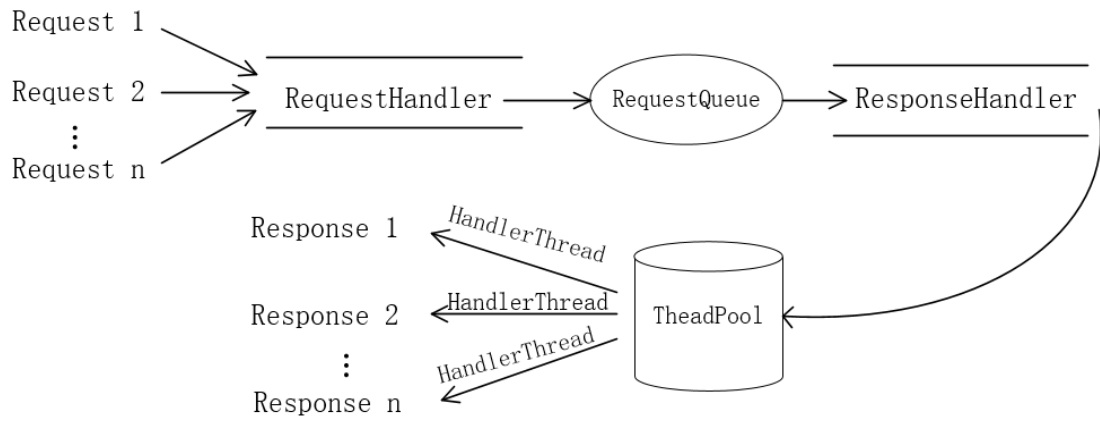 Request 1
Request 2
⋮
Request n
RequestHandler
RequestQueue
ResponseHandler
Response 1
Response 2
⋮
Response n
HandlerThread
HandlerThread
HandlerThread
TheadPool